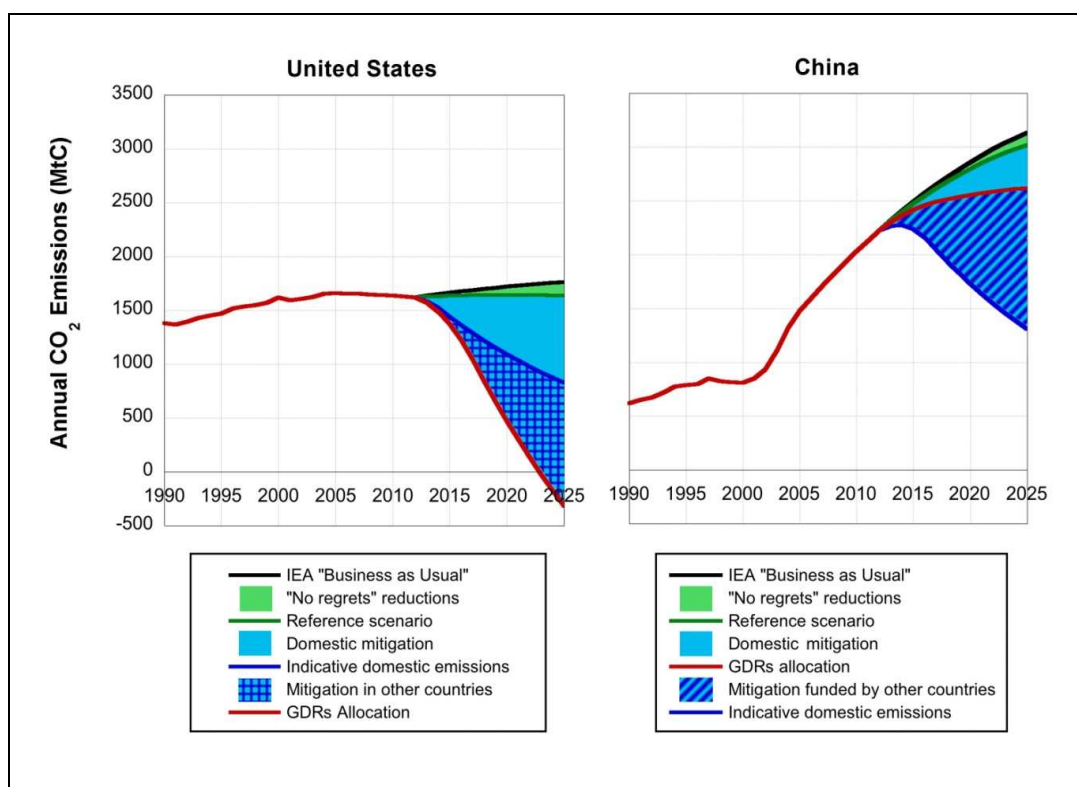 United States
China
Annual CO2 Emissions (MtC)
3500
3000
2500
2000
1500
1000
500
0
-500
1990 1995 2000 2005 2010 2015 2020 2025
1990 1995 2000 2005 2010 2015 2020 2025
IEA "Business as Usual"
"No regrets" reductions
Reference scenario
Domestic mitigation
Indicative domestic emissions
Mitigation in other countries
GDRs Allocation
IEA "Business as Usual"
"No regrets" reductions
Reference scenario
Domestic mitigation
GDRs allocation
Mitigation funded by other countries
Indicative domestic emissions